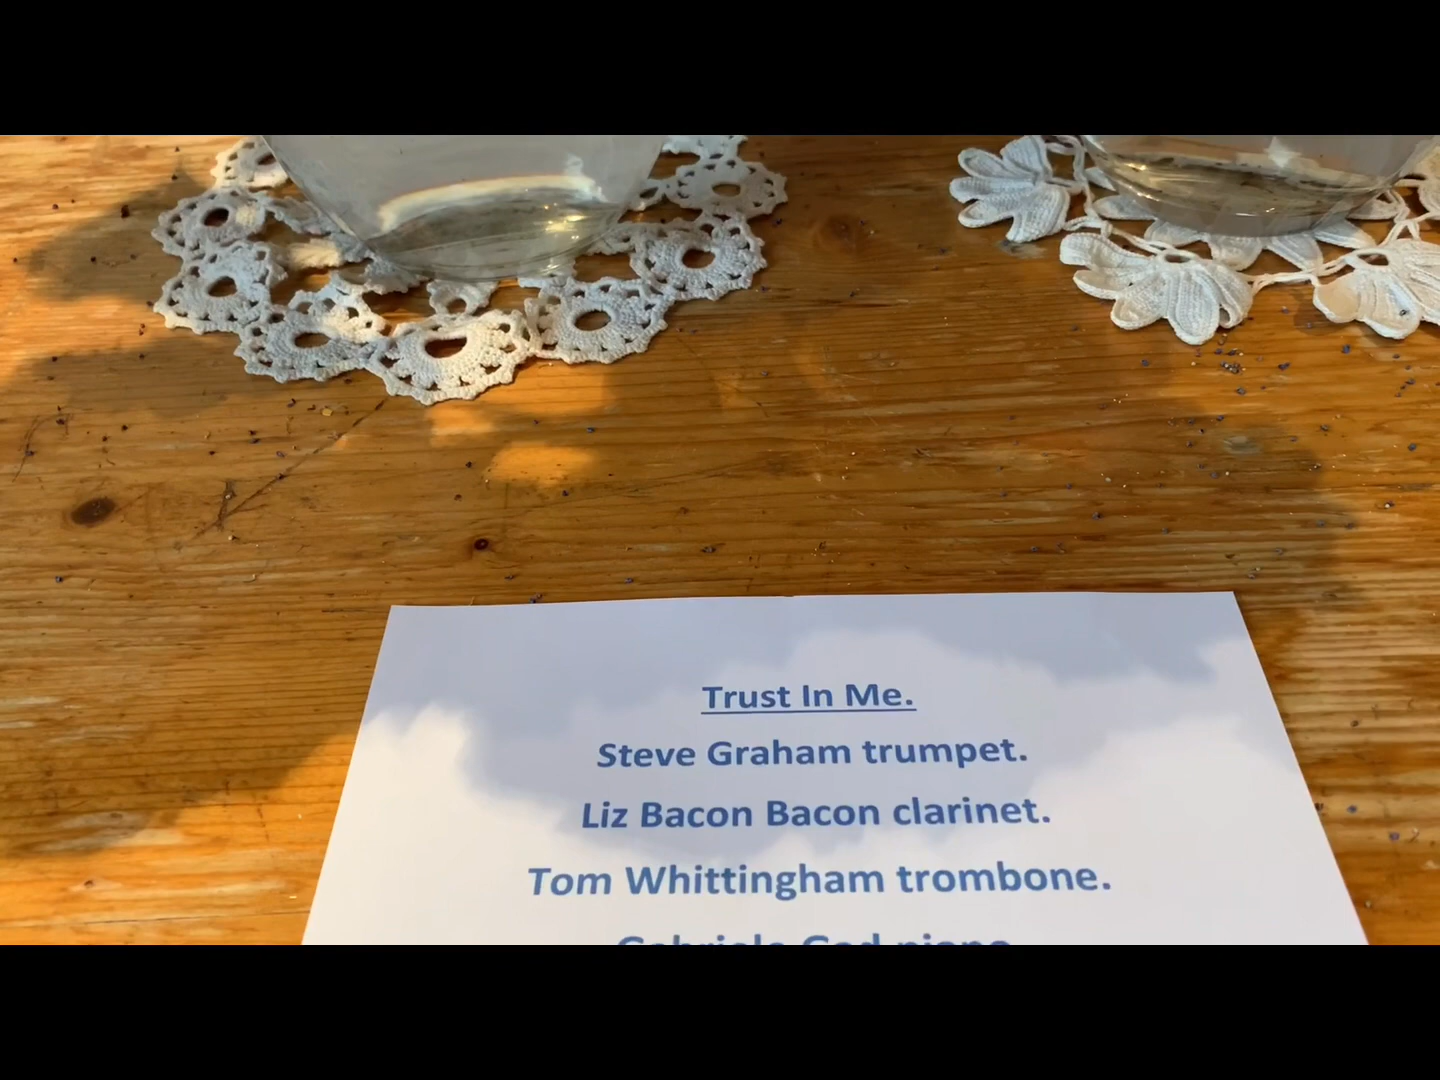 Trust In Me.
Steve Graham trumpet.
Liz Bacon Bacon clarinet.
Tom Whittingham trombone.